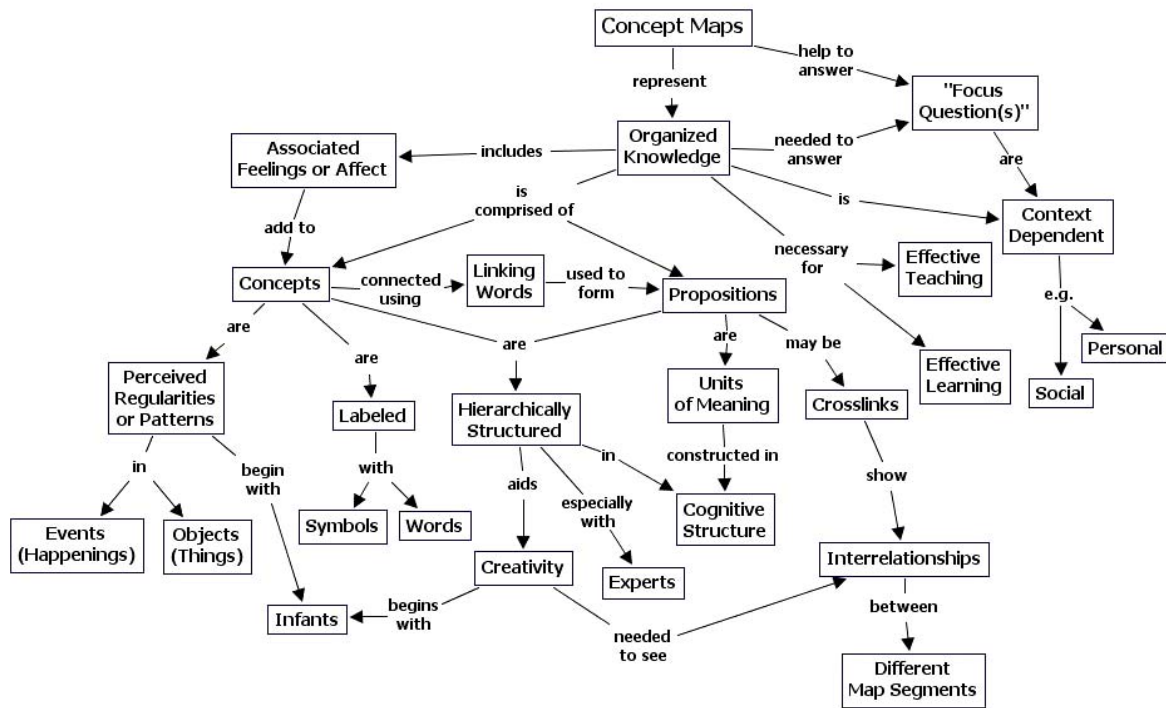 Concept Maps
help to
answer
represent
"Focus
Question(s)"
Organized
Knowledge
needed to
answer
includes
Associated
Feelings or Affect
are
is
comprised of
is
Context
Dependent
add to
necessary
for
Effective
Teaching
Concepts
connected
using
Linking
Words
used to
form
Propositions
e.g.
are
are
are
are
may be
Personal
Perceived
Regularities
or Patterns
Labeled
Hierarchically
Structured
Units
of Meaning
Crosslinks
Effective
Learning
Social
in
begin
with
with
aids
in
especially
with
constructed in
show
Events
(Happenings)
Objects
(Things)
Symbols
Words
Cognitive
Structure
Creativity
Experts
Interrelationships
Infants
begins
with
needed
to see
between
Different
Map Segments